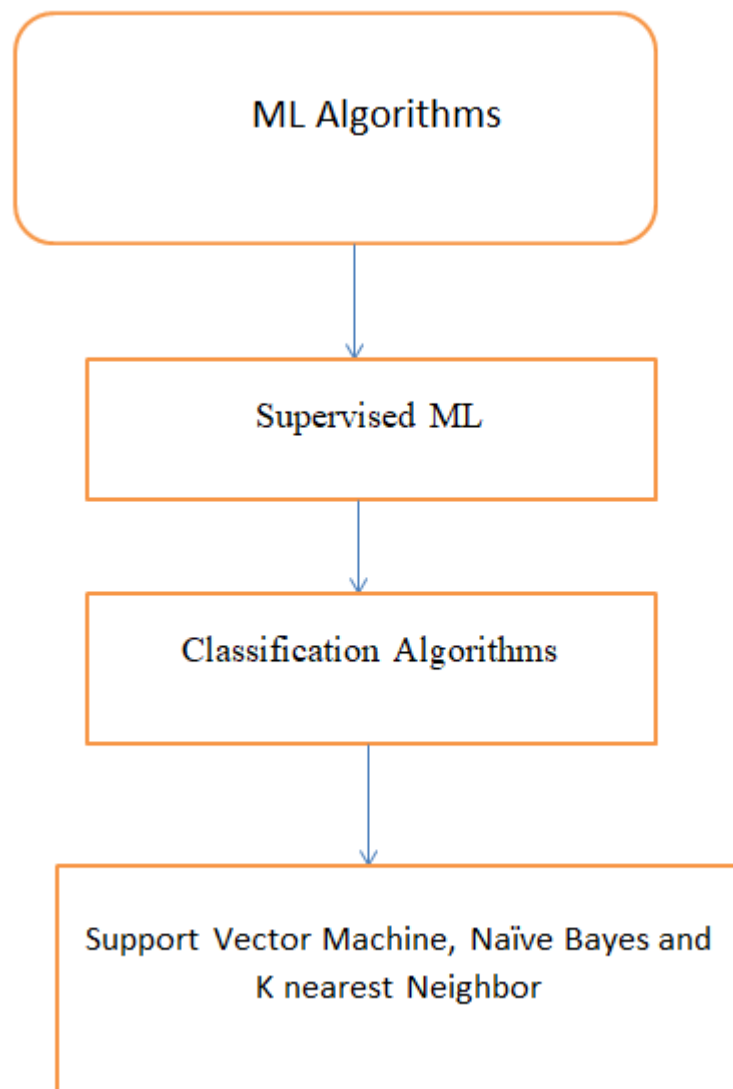 ML Algorithms
Supervised ML
Classification Algorithms
Support Vector Machine, Naïve Bayes and
K nearest Neighbor